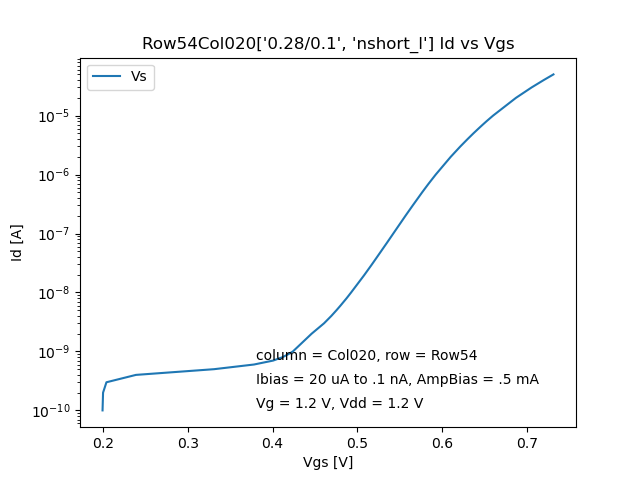 Row54Col020['0.28/0.1', 'nshort_l'] Id vs Vgs
Vs
10⁻⁵
10⁻⁶
10⁻⁷
10⁻⁸
10⁻⁹
10⁻¹⁰
Id [A]
column = Col020, row = Row54
Ibias = 20 uA to .1 nA, AmpBias = .5 mA
Vg = 1.2 V, Vdd = 1.2 V
0.2 0.3 0.4 0.5 0.6 0.7
Vgs [V]